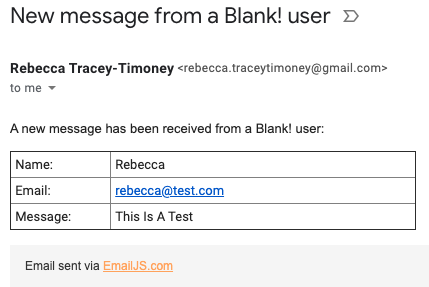 New message from a Blank! user
Rebecca Tracey-Timoney <rebecca.traceytimoney@gmail.com>
to me
A new message has been received from a Blank! user:
Name: Rebecca
Email: rebecca@test.com
Message: This Is A Test
Email sent via EmailJS.com